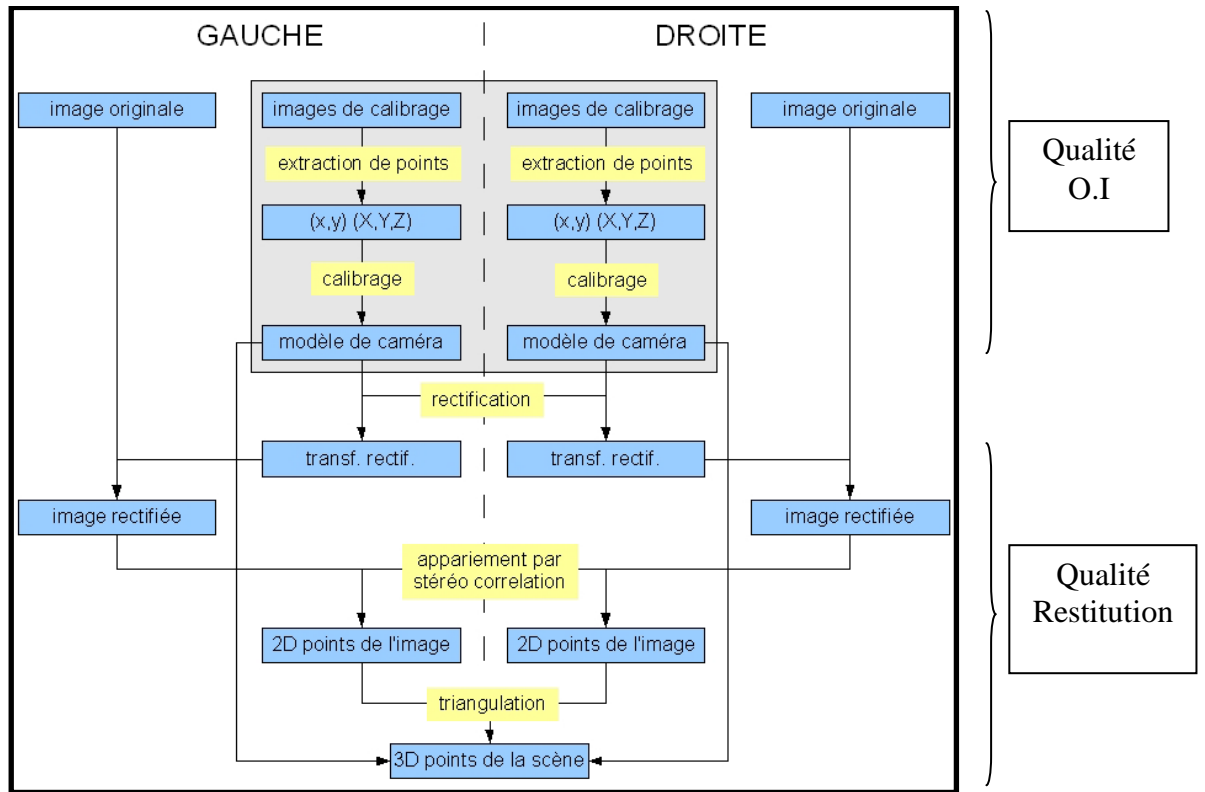 GAUCHE
DROITE
image originale
images de calibrage
images de calibrage
image originale
extraction de points
extraction de points
(x,y) (X,Y,Z)
(x,y) (X,Y,Z)
calibrage
calibrage
modèle de caméra
modèle de caméra
rectification
transf. rectif.
transf. rectif.
image rectifiée
image rectifiée
appariement par
stéréo correlation
2D points de l'image
2D points de l'image
triangulation
3D points de la scène
Qualité
O.I
Qualité
Restitution